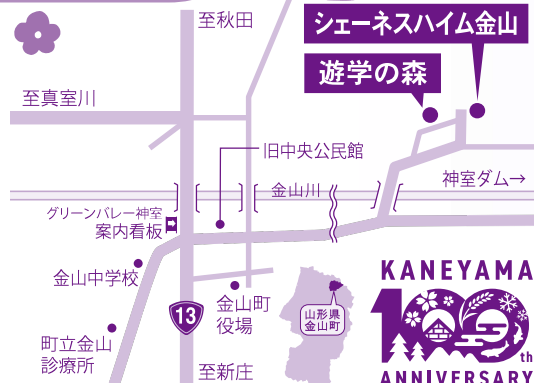 至秋田
シェーネスハイム金山
遊学の森
至真室川
旧中央公民館
神室ダム→
金山川
グリーンバレー神室
案内看板
金山中学校
金山町
役場
13
山形県
金山町
町立金山
診療所
至新庄
KANEYAMA
100th
ANNIVERSARY